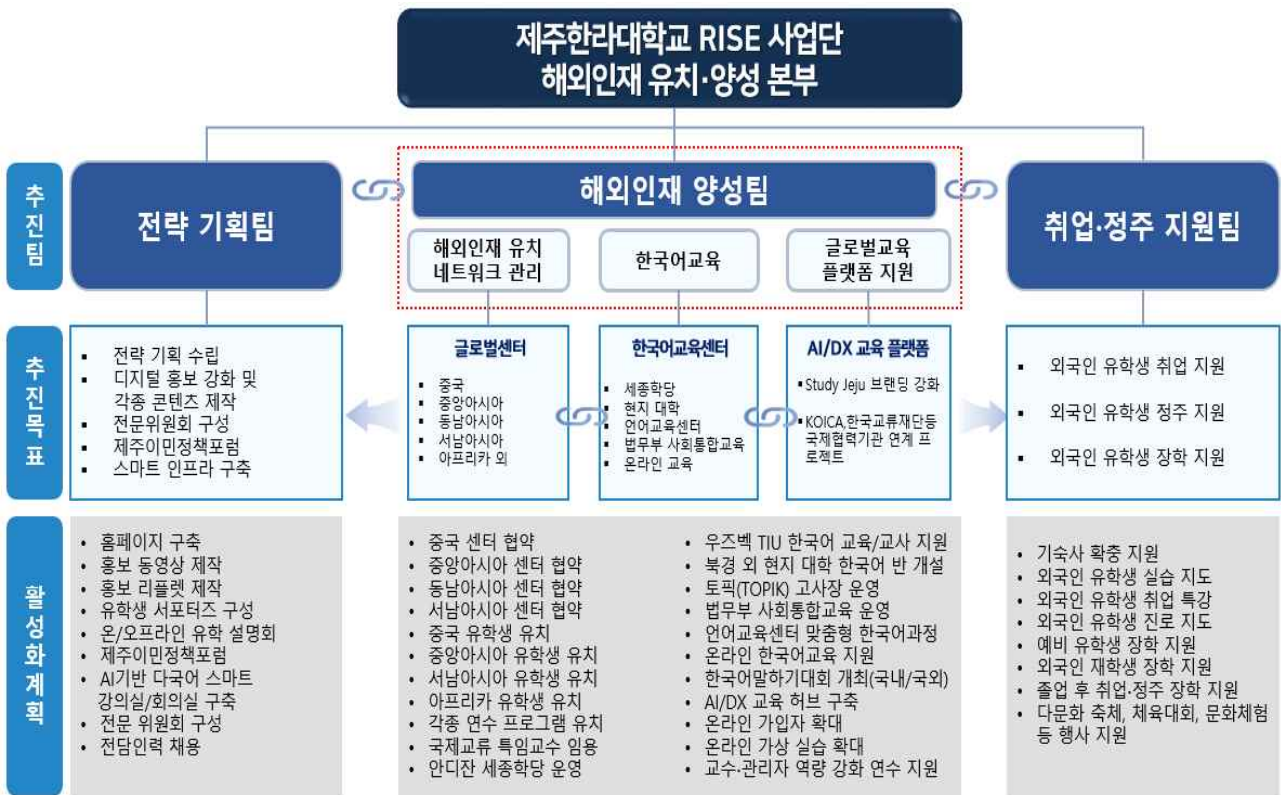 제주한라대학교 RISE 사업단
해외인재 유치·양성 본부
추진팀
전략 기획팀
해외인재 양성팀
해외인재 유치
네트워크 관리
한국어교육
글로벌교육
플랫폼 지원
취업·정주 지원팀
추진목표
▪ 전략 기획 수립
▪ 디지털 홍보 강화 및
각종 콘텐츠 제작
▪ 전문위원회 구성
▪ 제주이민정책포럼
▪ 스마트 인프라 구축
글로벌센터
▪ 중국
▪ 중앙아시아
▪ 동남아시아
▪ 서남아시아
▪ 아프리카 외
한국어교육센터
▪ 세종학당
▪ 현지 대학
▪ 언어교육센터
▪ 법무부 사회통합교육
▪ 온라인 교육
AI/DX 교육 플랫폼
▪ Study Jeju 브랜딩 강화
▪ KOICA,한국교류재단등
국제협력기관 연계 프
로젝트
▪ 외국인 유학생 취업 지원
▪ 외국인 유학생 정주 지원
▪ 외국인 유학생 장학 지원
활성화계획
• 홈페이지 구축
• 홍보 동영상 제작
• 홍보 리플렛 제작
• 유학생 서포터즈 구성
• 온/오프라인 유학 설명회
• 제주이민정책포럼
• AI기반 다국어 스마트
강의실/회의실 구축
• 전문 위원회 구성
• 전담인력 채용
• 중국 센터 협약
• 중앙아시아 센터 협약
• 동남아시아 센터 협약
• 서남아시아 센터 협약
• 중국 유학생 유치
• 중앙아시아 유학생 유치
• 서남아시아 유학생 유치
• 아프리카 유학생 유치
• 각종 연수 프로그램 유치
• 국제교류 특임교수 임용
• 안디잔 세종학당 운영
• 우즈벡 TIU 한국어 교육/교사 지원
• 북경 외 현지 대학 한국어 반 개설
• 토픽(TOPIK) 고사장 운영
• 법무부 사회통합교육 운영
• 언어교육센터 맞춤형 한국어과정
• 온라인 한국어교육 지원
• 한국어말하기대회 개최(국내/국외)
• AI/DX 교육 허브 구축
• 온라인 가입자 확대
• 온라인 가상 실습 확대
• 교수·관리자 역량 강화 연수 지원
• 기숙사 확충 지원
• 외국인 유학생 실습 지도
• 외국인 유학생 취업 특강
• 외국인 유학생 진로 지도
• 예비 유학생 장학 지원
• 외국인 재학생 장학 지원
• 졸업 후 취업·정주 장학 지원
• 다문화 축체, 체육대회, 문화체험
등 행사 지원